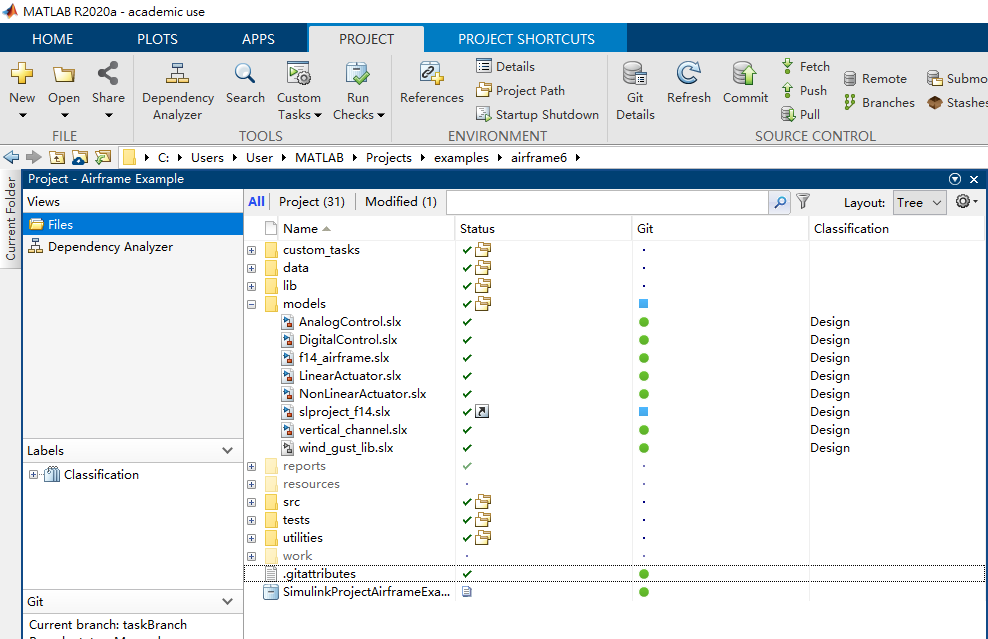 MATLAB R2020a - academic use
HOME PLOTS APPS PROJECT PROJECT SHORTCUTS
New Open Share Dependency Analyzer Search Custom Tasks Run Checks References Details Project Path Startup Shutdown Git Details Refresh Commit Fetch Push Pull Remote Branches Submo Stashes
FILE TOOLS ENVIRONMENT SOURCE CONTROL
C: Users User MATLAB Projects examples airframe6
Current Folder
Project - Airframe Example
Views
Files
Dependency Analyzer
Labels
Classification
Git
Current branch: taskBranch
All Project (31) Modified (1) Layout: Tree
Name Status Git Classification
custom_tasks
data
lib
models
AnalogControl.slx Design
DigitalControl.slx Design
f14_airframe.slx Design
LinearActuator.slx Design
NonLinearActuator.slx Design
slproject_f14.slx Design
vertical_channel.slx Design
wind_gust_lib.slx Design
reports
resources
src
tests
utilities
work
.gitattributes
SimulinkProjectAirframeExa...